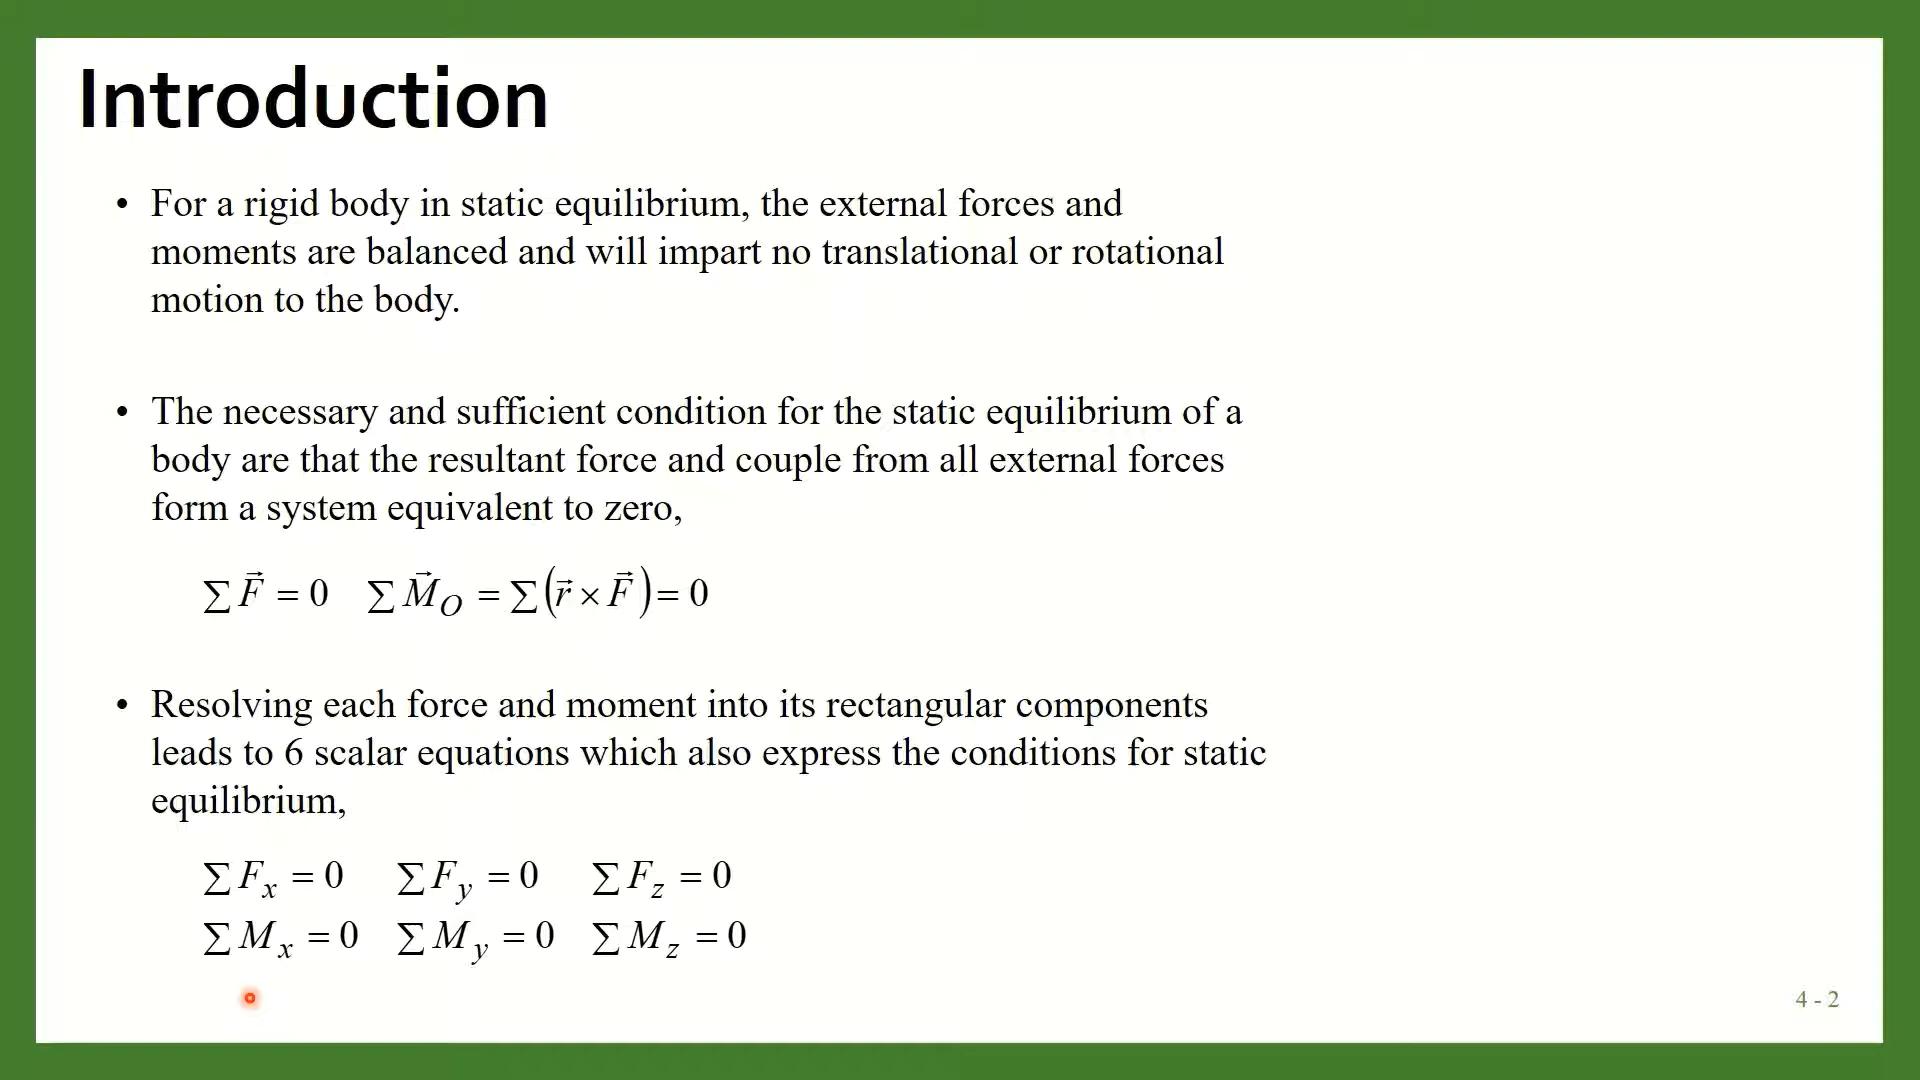 Introduction
• For a rigid body in static equilibrium, the external forces and
moments are balanced and will impart no translational or rotational
motion to the body.
• The necessary and sufficient condition for the static equilibrium of a
body are that the resultant force and couple from all external forces
form a system equivalent to zero,
∑ F⃗ = 0 ∑ M⃗_O = ∑(r⃗ × F⃗) = 0
• Resolving each force and moment into its rectangular components
leads to 6 scalar equations which also express the conditions for static
equilibrium,
∑ F_x = 0 ∑ F_y = 0 ∑ F_z = 0
∑ M_x = 0 ∑ M_y = 0 ∑ M_z = 0
4 - 2